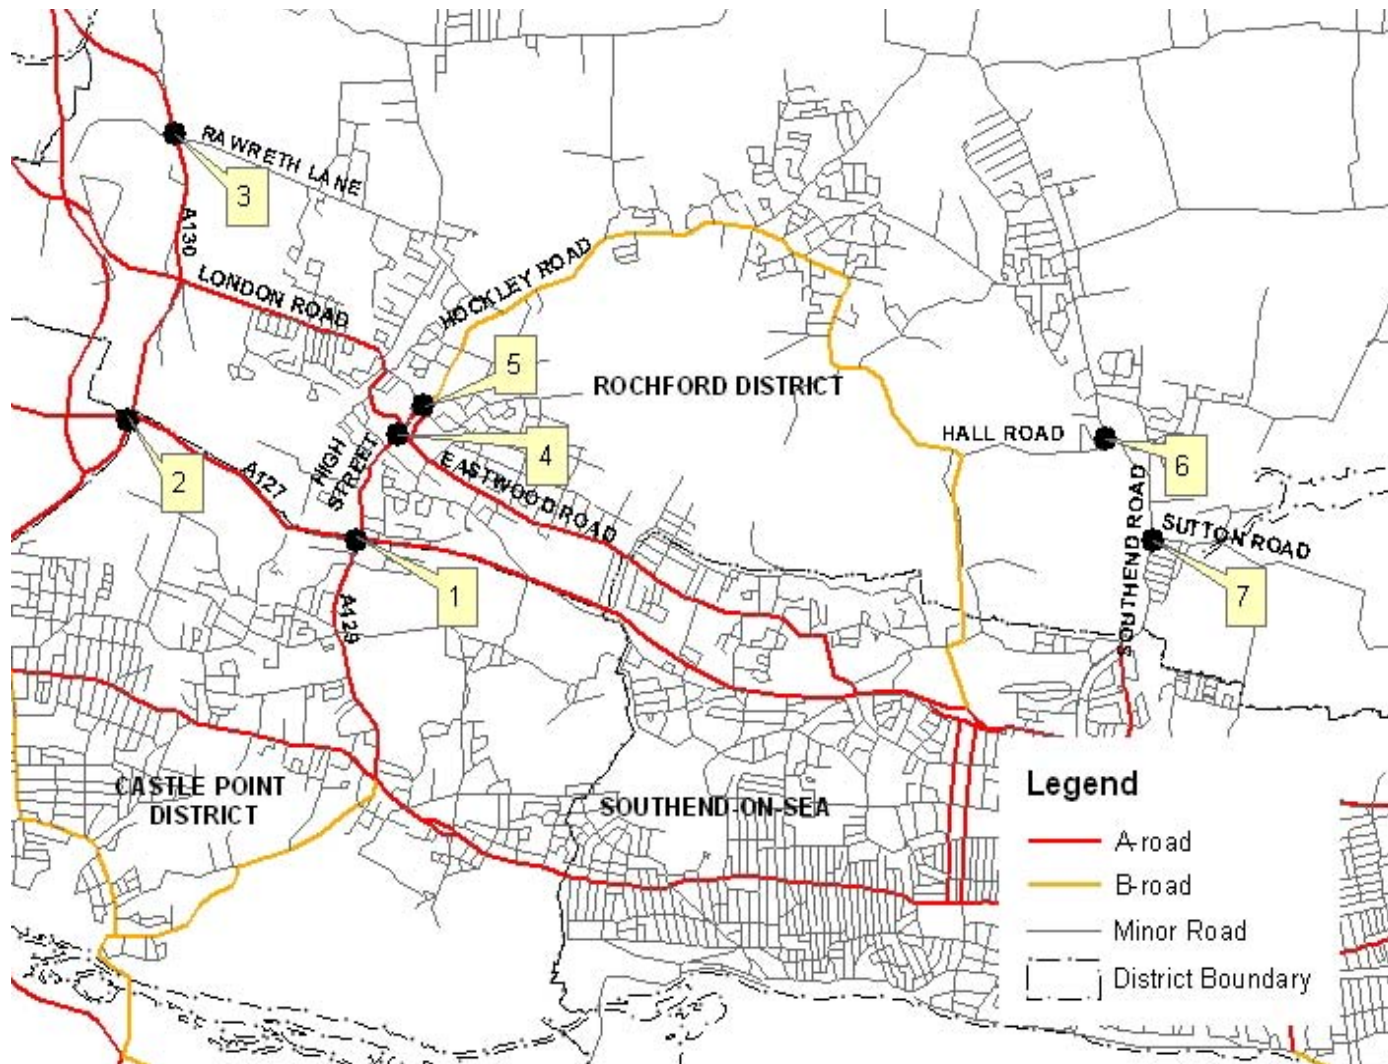 RAWRETH LANE
3
A130
LONDON ROAD
HOCKLEY ROAD
5
ROCHFORD DISTRICT
HIGH
STREET
4
HALL ROAD
6
2
A127
EASTWOOD ROAD
SOUTHEND ROAD
SUTTON ROAD
1
7
A129
CASTLE POINT
DISTRICT
SOUTHEND-ON-SEA
Legend
A-road
B-road
Minor Road
District Boundary